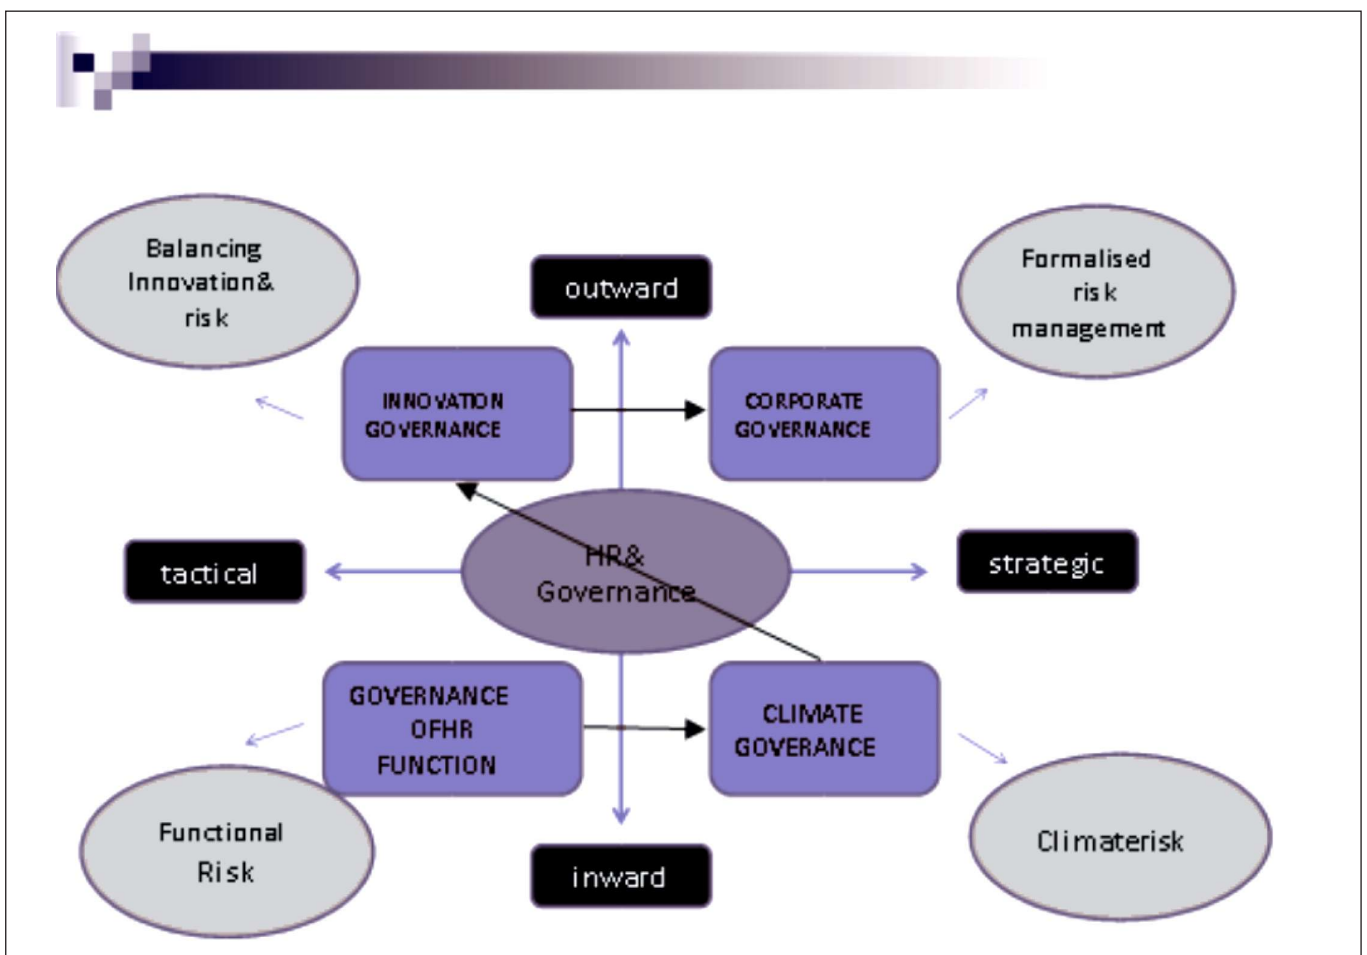 Balancing
Innovation&
risk
outward
Formalised
risk
management
INNOVATION
GOVERNANCE
CORPORATE
GOVERNANCE
tactical
HR&
Governance
strategic
GOVERNANCE
OFHR
FUNCTION
CLIMATE
GOVERANCE
Functional
Risk
inward
Climaterisk